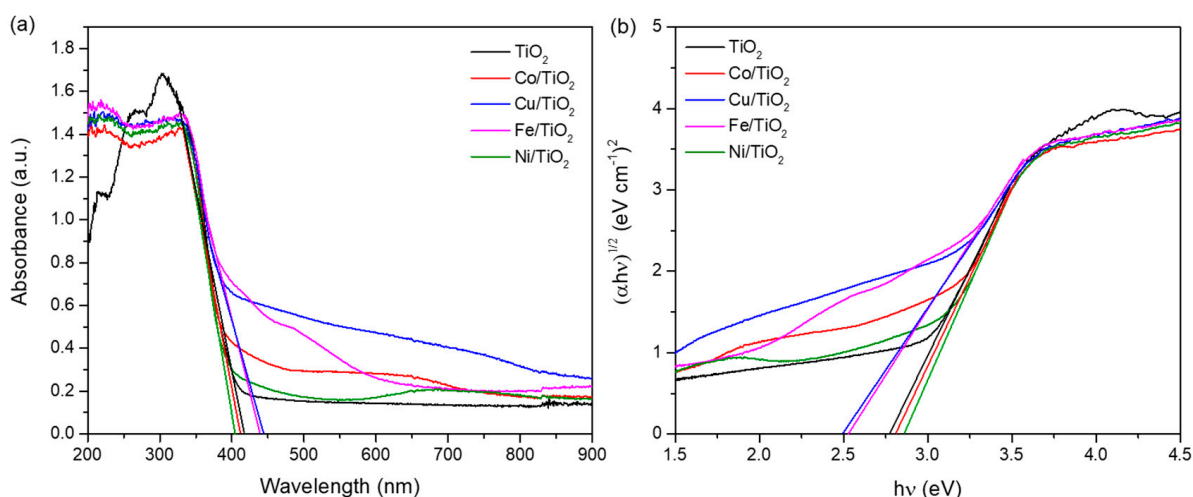 (a)
Absorbance (a.u.)
1.8
1.6
1.4
1.2
1.0
0.8
0.6
0.4
0.2
0.0
200 300 400 500 600 700 800 900
Wavelength (nm)
TiO₂
Co/TiO₂
Cu/TiO₂
Fe/TiO₂
Ni/TiO₂
(b)
(αhν)^1/2 (eV cm⁻¹)²
5
4
3
2
1
0
1.5 2.0 2.5 3.0 3.5 4.0 4.5
hν (eV)
TiO₂
Co/TiO₂
Cu/TiO₂
Fe/TiO₂
Ni/TiO₂